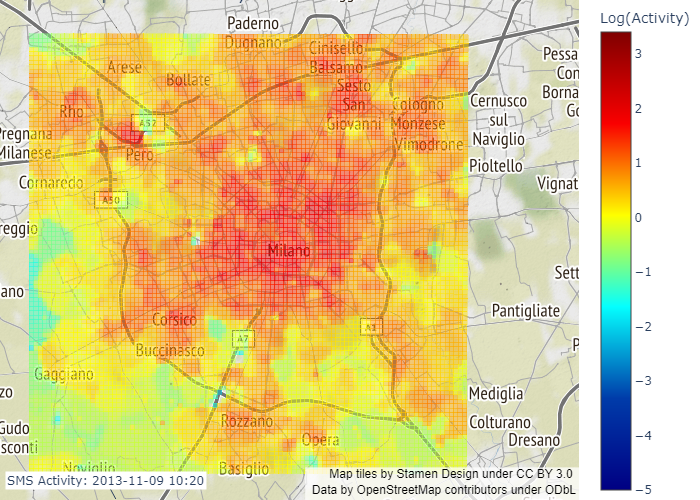 Paderno
Dugnano
Log(Activity)
Cinisello
Balsamo
Arese
Bollate
Sesto
San
Giovanni
Pessa
Con
Borna
Go
Rho
A52
Cologno
Monzese
Vimodrone
Cernusco
sul
Naviglio
Pregnana
Milanese
Pero
Pioltello
Cornaredo
Vignat
A50
reggio
Milano
Sett
ano
Pantigliate
Corsico
A7
A1
P
Buccinasco
Gaggiano
zo
Mediglia
Rozzano
Colturano
Gudo
sconti
Opera
Dresano
Noviglio
Basiglio
3
2
1
0
−1
−2
−3
−4
−5
SMS Activity: 2013-11-09 10:20
Map tiles by Stamen Design under CC BY 3.0
Data by OpenStreetMap contributors under ODbL